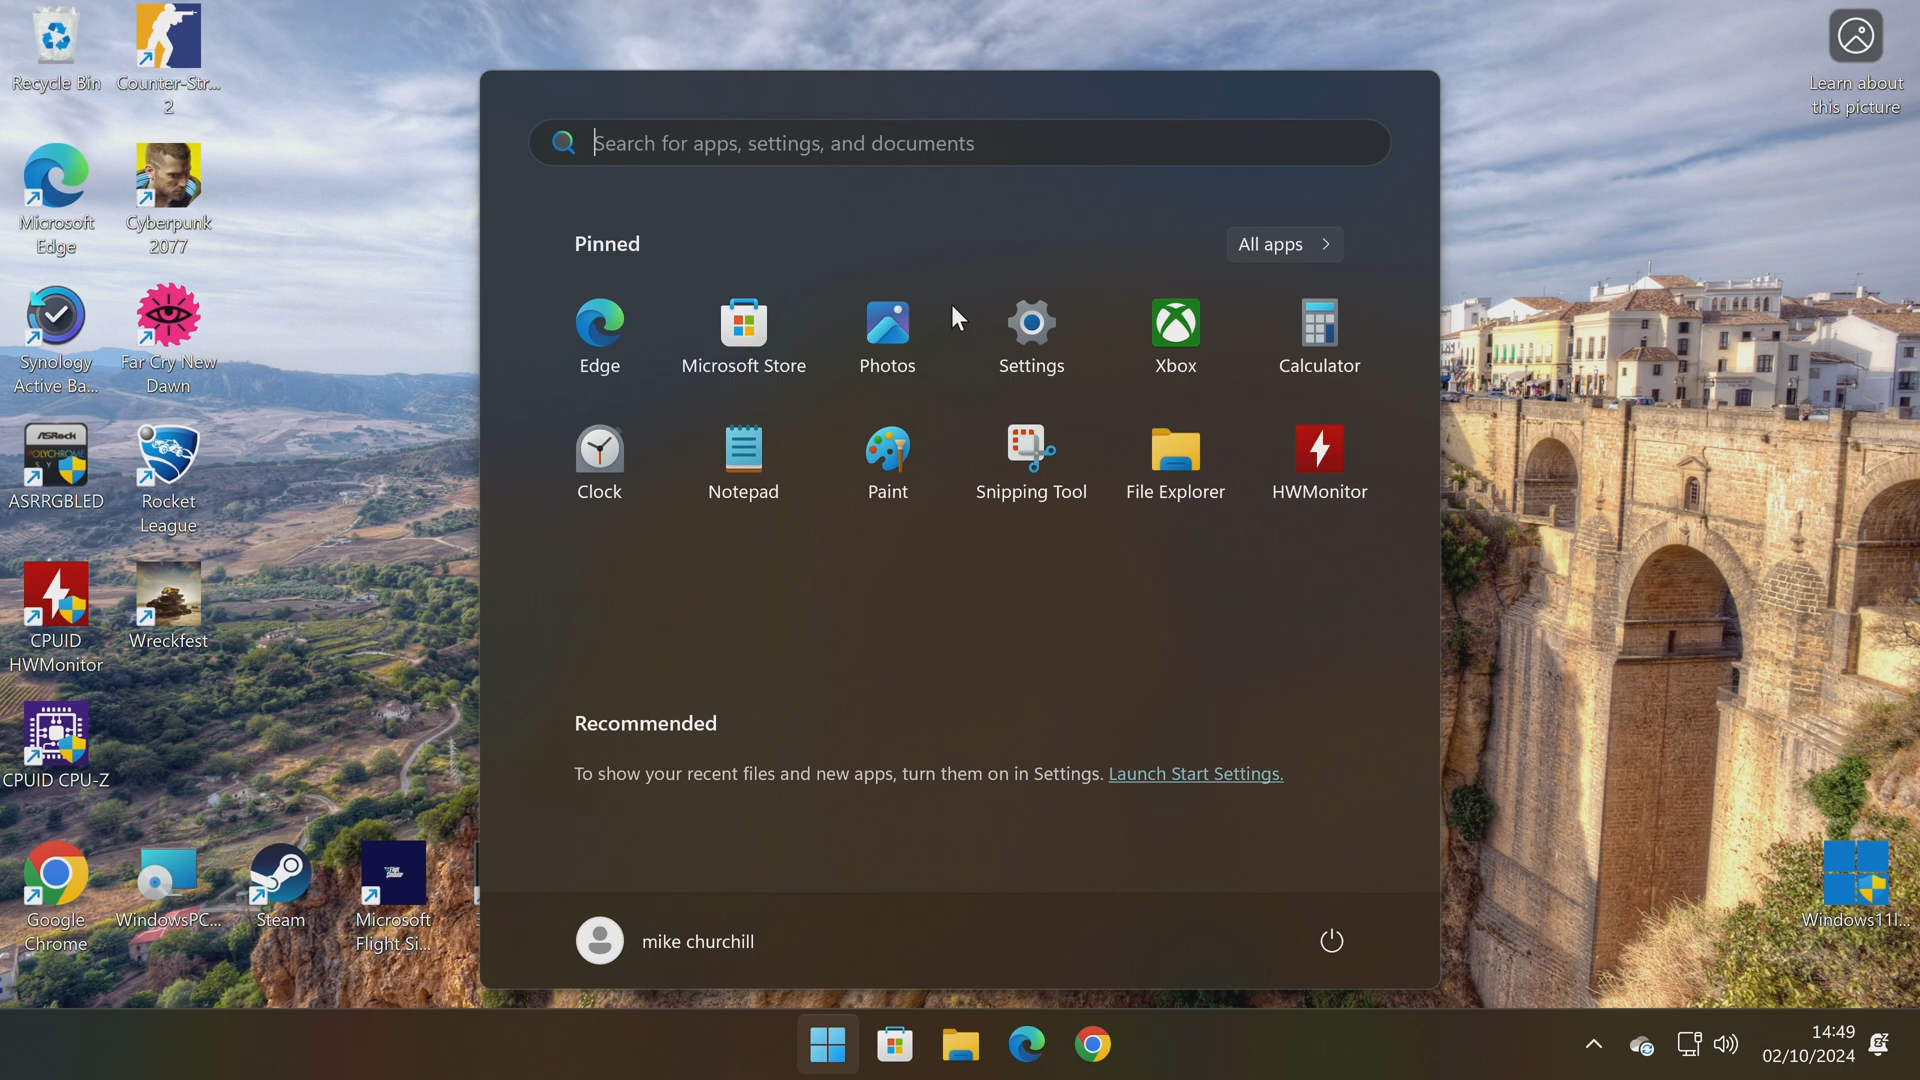 Recycle Bin
Counter-Str...
2
Learn about
this picture
Search for apps, settings, and documents
Microsoft
Edge
Cyberpunk
2077
Pinned
All apps
Edge
Microsoft Store
Photos
Settings
Xbox
Calculator
Synology
Active Ba...
Far Cry New
Dawn
Clock
Notepad
Paint
Snipping Tool
File Explorer
HWMonitor
ASRock
POLYCHROME
ASRRGBLED
Rocket
League
CPUID
HWMonitor
Wreckfest
Recommended
To show your recent files and new apps, turn them on in Settings. Launch Start Settings.
CPUID CPU-Z
Google
Chrome
WindowsPC...
Steam
Microsoft
Flight Si...
Windows11I...
mike churchill
14:49
02/10/2024